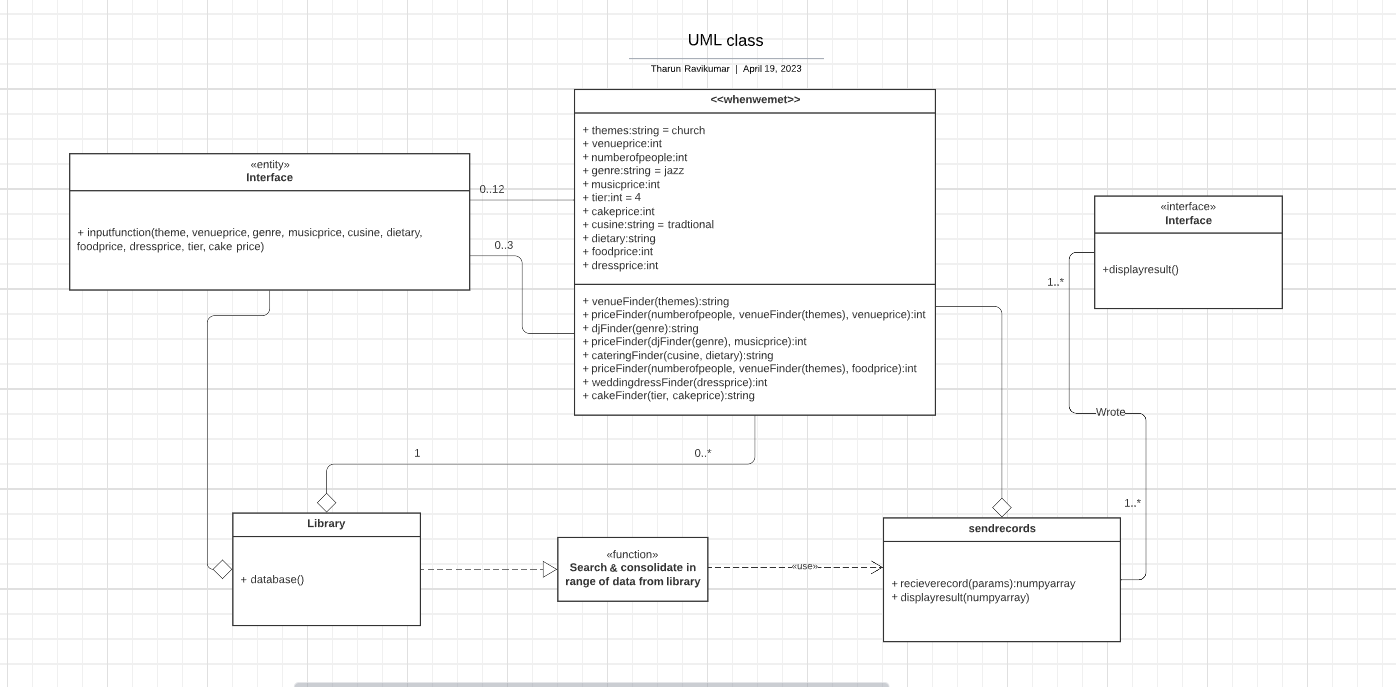 UML class
Tharun Ravikumar | April 19, 2023
<<whenwemet>>
+ themes:string = church
+ venueprice:int
+ numberofpeople:int
+ genre:string = jazz
+ musicprice:int
+ tier:int = 4
+ cakeprice:int
+ cusine:string = tradtional
+ dietary:string
+ foodprice:int
+ dressprice:int
+ venueFinder(themes):string
+ priceFinder(numberofpeople, venueFinder(themes), venueprice):int
+ djFinder(genre):string
+ priceFinder(djFinder(genre), musicprice):int
+ cateringFinder(cusine, dietary):string
+ priceFinder(numberofpeople, venueFinder(themes), foodprice):int
+ weddingdressFinder(dressprice):int
+ cakeFinder(tier, cakeprice):string
«entity»
Interface
+ inputfunction(theme, venueprice, genre, musicprice, cusine, dietary,
foodprice, dressprice, tier, cake price)
0..12
0..3
«interface»
Interface
+displayresult()
1..*
Wrote
1..*
1
0..*
Library
+ database()
«function»
Search & consolidate in
range of data from library
«use»
sendrecords
+ recieverecord(params):numpyarray
+ displayresult(numpyarray)